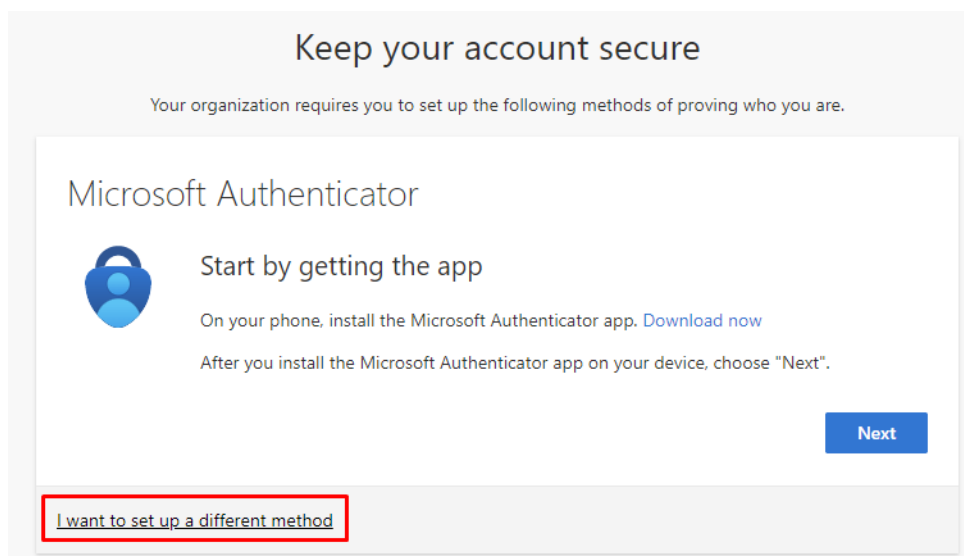 Keep your account secure
Your organization requires you to set up the following methods of proving who you are.
Microsoft Authenticator
Start by getting the app
On your phone, install the Microsoft Authenticator app. Download now
After you install the Microsoft Authenticator app on your device, choose "Next".
Next
I want to set up a different method